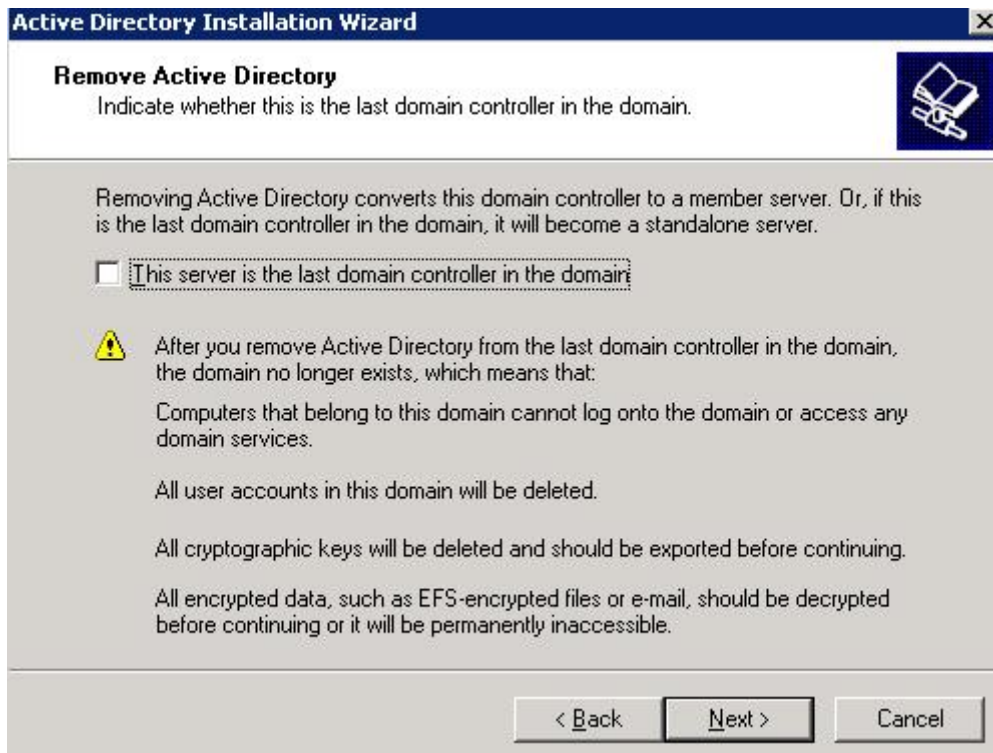 Active Directory Installation Wizard
Remove Active Directory
Indicate whether this is the last domain controller in the domain.
Removing Active Directory converts this domain controller to a member server. Or, if this
is the last domain controller in the domain, it will become a standalone server.
This server is the last domain controller in the domain
After you remove Active Directory from the last domain controller in the domain,
the domain no longer exists, which means that:
Computers that belong to this domain cannot log onto the domain or access any
domain services.
All user accounts in this domain will be deleted.
All cryptographic keys will be deleted and should be exported before continuing.
All encrypted data, such as EFS-encrypted files or e-mail, should be decrypted
before continuing or it will be permanently inaccessible.
< Back Next > Cancel